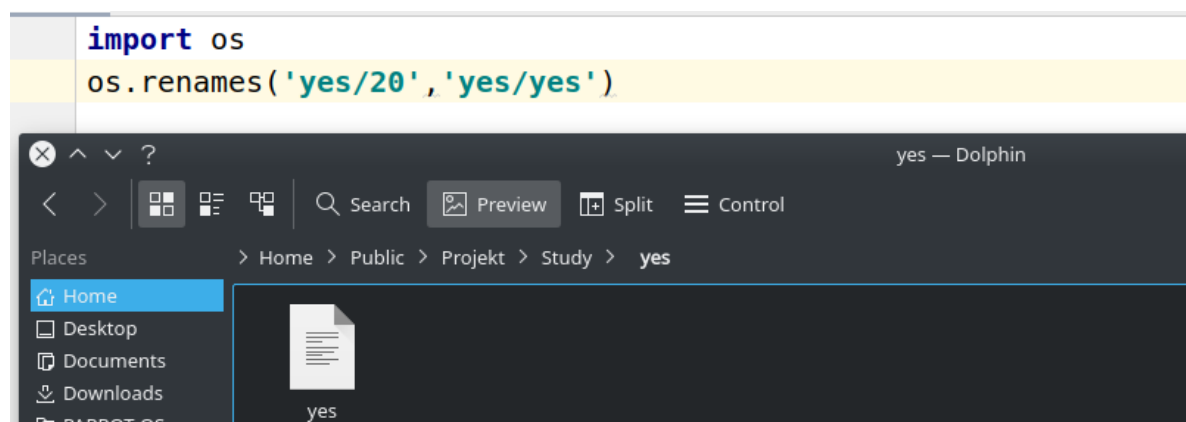 import os
os.renames('yes/20','yes/yes')
yes — Dolphin
Search Preview Split Control
Places
> Home > Public > Projekt > Study > yes
Home
Desktop
Documents
Downloads
yes